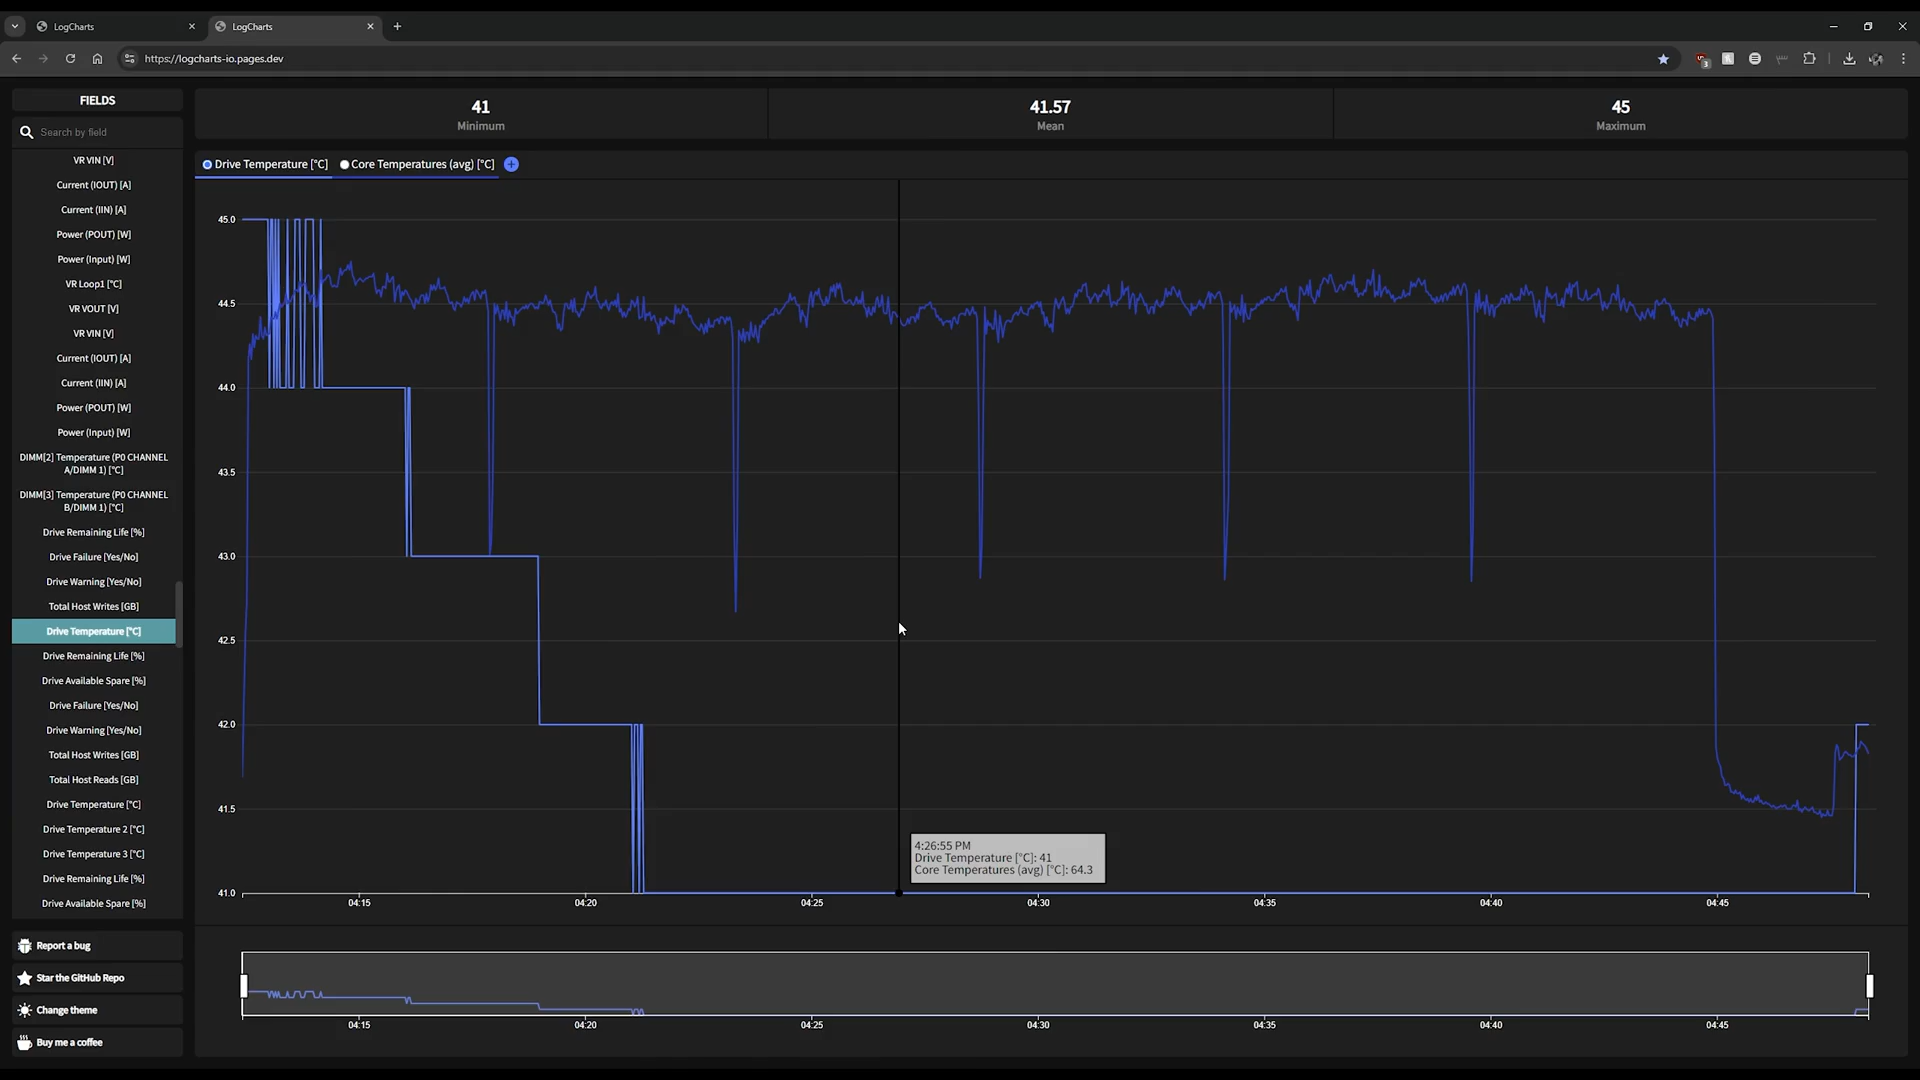 LogCharts
LogCharts
https://logcharts-io.pages.dev
3
FIELDS
Search by field
VR VIN [V]
Current (IOUT) [A]
Current (IIN) [A]
Power (POUT) [W]
Power (Input) [W]
VR Loop1 [°C]
VR VOUT [V]
VR VIN [V]
Current (IOUT) [A]
Current (IIN) [A]
Power (POUT) [W]
Power (Input) [W]
DIMM[2] Temperature (P0 CHANNEL
A/DIMM 1) [°C]
DIMM[3] Temperature (P0 CHANNEL
B/DIMM 1) [°C]
Drive Remaining Life [%]
Drive Failure [Yes/No]
Drive Warning [Yes/No]
Total Host Writes [GB]
Drive Temperature [°C]
Drive Remaining Life [%]
Drive Available Spare [%]
Drive Failure [Yes/No]
Drive Warning [Yes/No]
Total Host Writes [GB]
Total Host Reads [GB]
Drive Temperature [°C]
Drive Temperature 2 [°C]
Drive Temperature 3 [°C]
Drive Remaining Life [%]
Drive Available Spare [%]
Report a bug
Star the GitHub Repo
Change theme
Buy me a coffee
41
Minimum
41.57
Mean
45
Maximum
Drive Temperature [°C]
Core Temperatures (avg) [°C]
45.0
44.5
44.0
43.5
43.0
42.5
42.0
41.5
41.0
4:26:55 PM
Drive Temperature [°C]: 41
Core Temperatures (avg) [°C]: 64.3
04:15
04:20
04:25
04:30
04:35
04:40
04:45
04:15
04:20
04:25
04:30
04:35
04:40
04:45